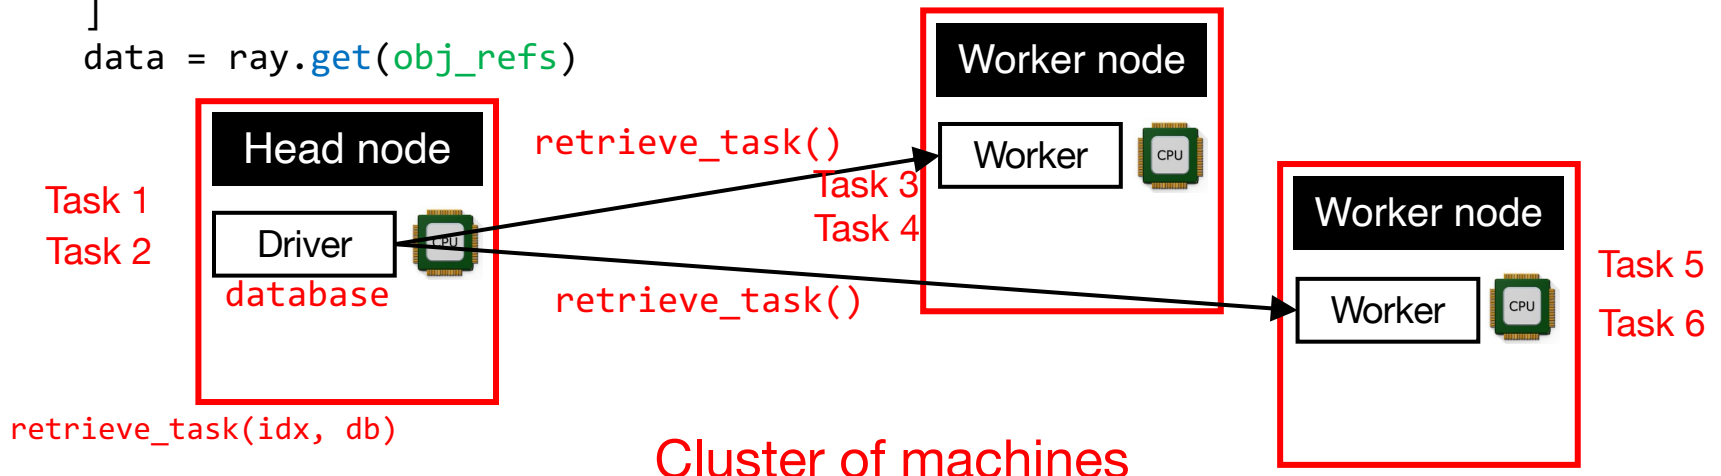 ]
data = ray.get(obj_refs)
Head node
Task 1
Task 2
Driver
CPU
database
retrieve_task(idx, db)
retrieve_task()
retrieve_task()
Worker node
Worker
CPU
Task 3
Task 4
Worker node
Worker
CPU
Task 5
Task 6
Cluster of machines